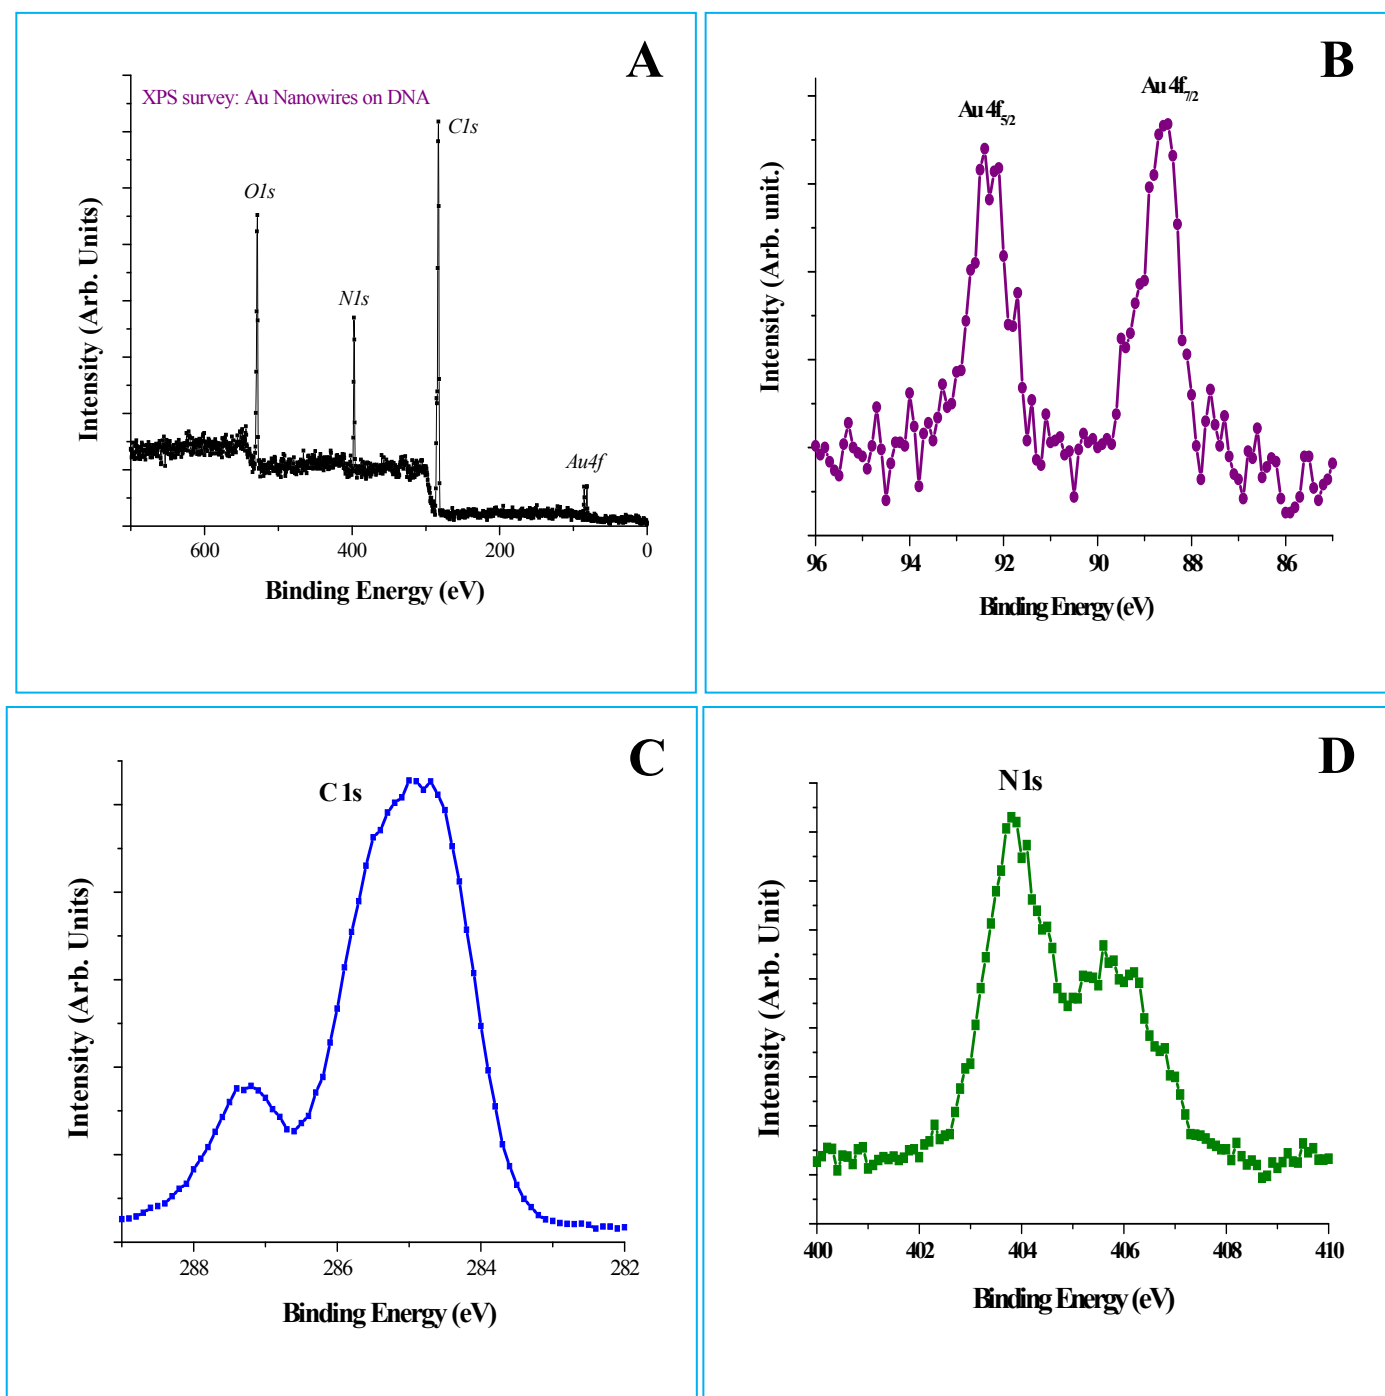 A
XPS survey: Au Nanowires on DNA
C1s
O1s
N1s
Au4f
Intensity (Arb. Units)
600
400
200
0
Binding Energy (eV)
B
Au 4f7/2
Au 4f5/2
Intensity (Arb. unit.)
96
94
92
90
88
86
Binding Energy (eV)
C
C 1s
Intensity (Arb. Units)
288
286
284
282
Binding Energy (eV)
D
N1s
Intensity (Arb. Unit)
400
402
404
406
408
410
Binding Energy (eV)